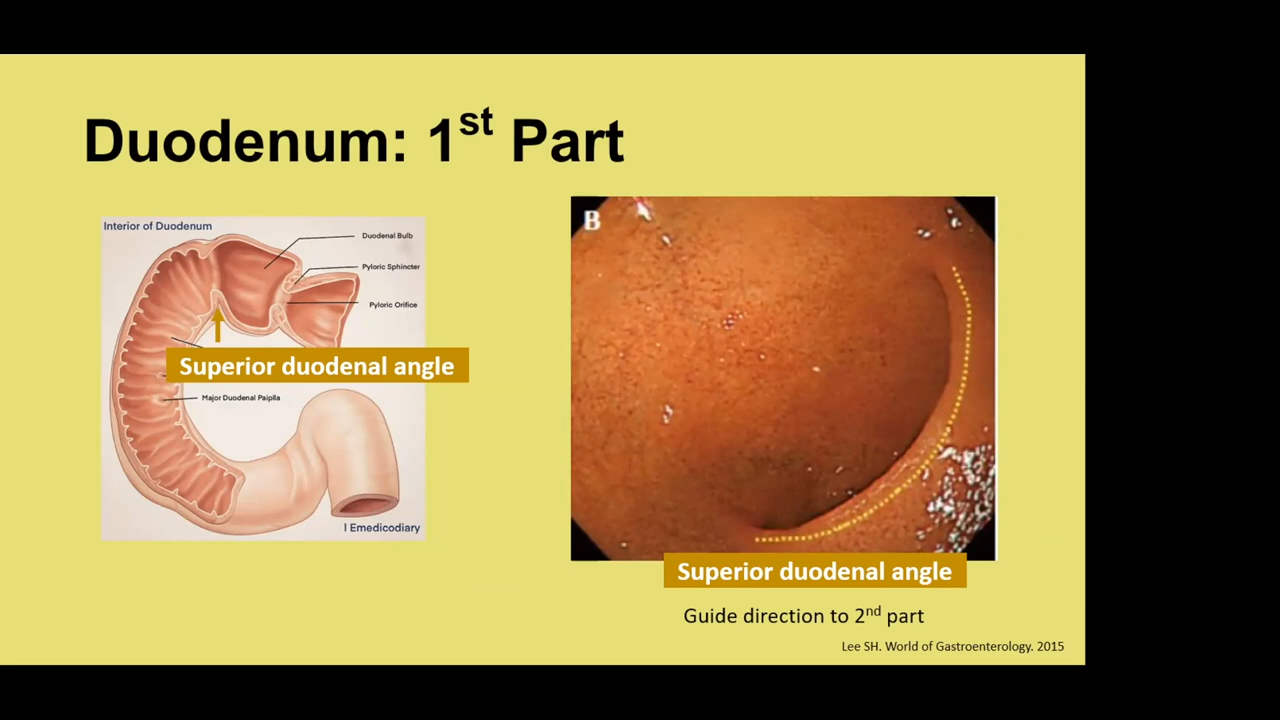 Duodenum: 1st Part
Interior of Duodenum
Duodenal Bulb
Pyloric Sphincter
Pyloric Orifice
Superior duodenal angle
Major Duodenal Paiplla
I Emedicodiary
B
Superior duodenal angle
Guide direction to 2nd part
Lee SH. World of Gastroenterology. 2015